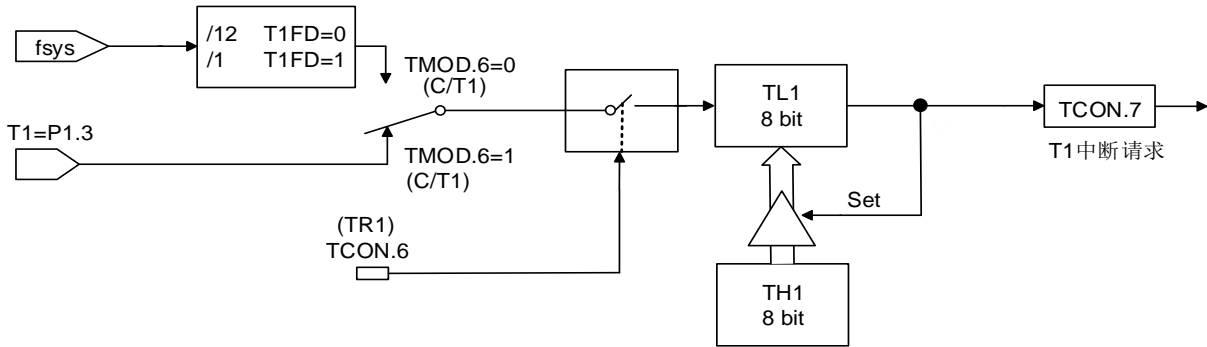 fsys
/12 T1FD=0
/1 T1FD=1
TMOD.6=0
(C/T1)
T1=P1.3
TMOD.6=1
(C/T1)
(TR1)
TCON.6
TL1
8 bit
Set
TH1
8 bit
TCON.7
T1中断请求